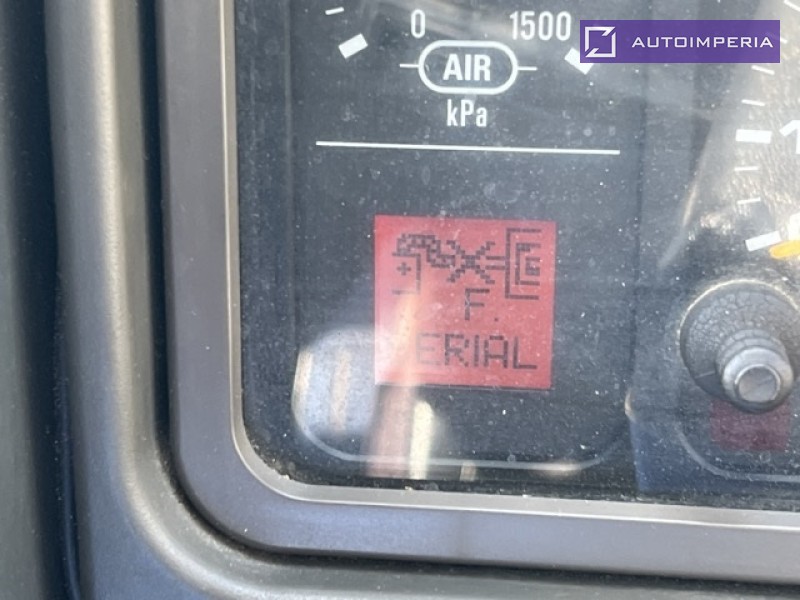 0 1500
AUTOIMPERIA
AIR
kPa
F.
ERIAL